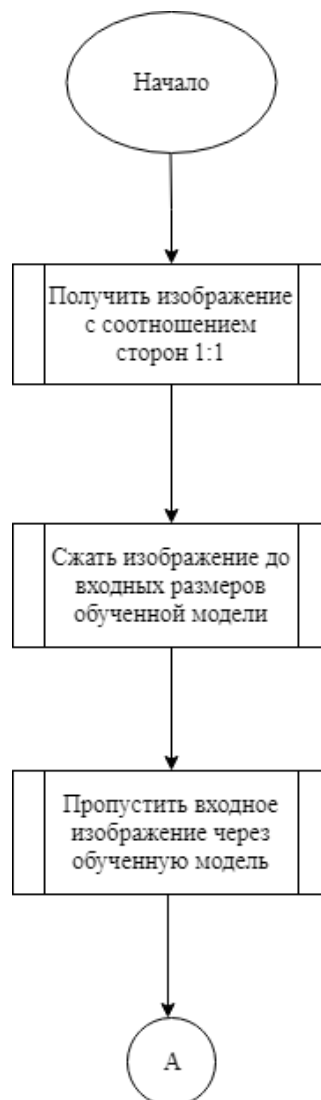 Начало
Получить изображение
с соотношением
сторон 1:1
Сжать изображение до
входных размеров
обученной модели
Пропустить входное
изображение через
обученную модель
А